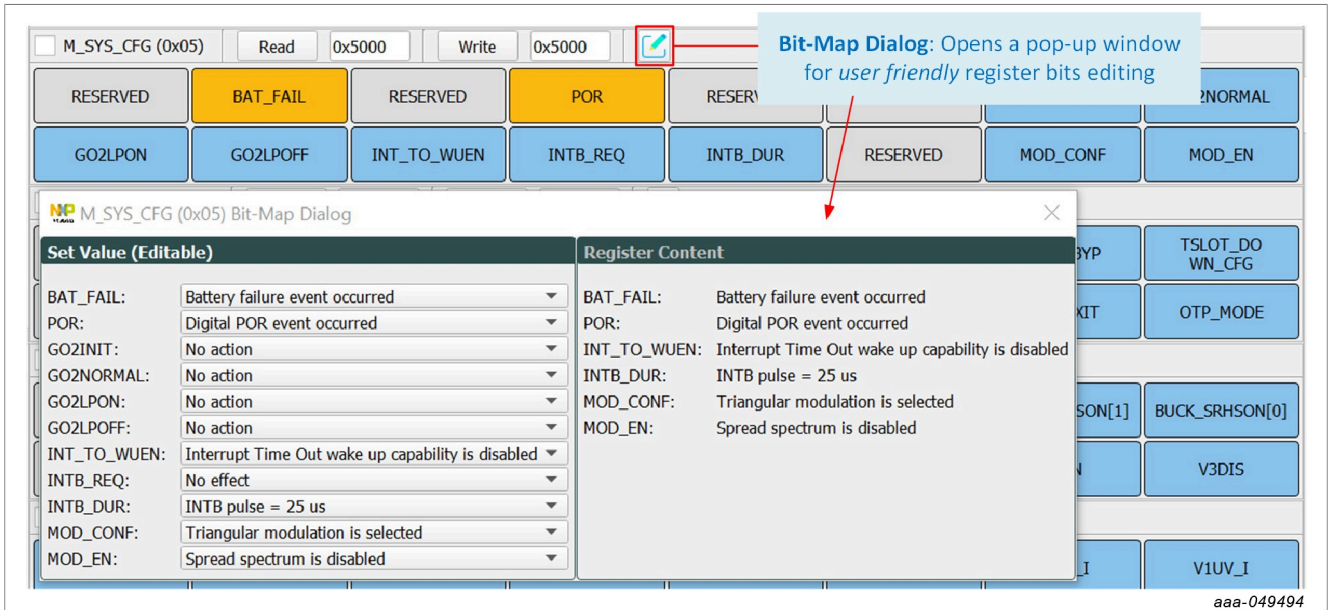 M_SYS_CFG (0x05) Read 0x5000 Write 0x5000
Bit-Map Dialog: Opens a pop-up window
for user friendly register bits editing
RESERVED BAT_FAIL RESERVED POR
GO2LPON GO2LPOFF INT_TO_WUEN INTB_REQ INTB_DUR RESERVED MOD_CONF MOD_EN
NXP M_SYS_CFG (0x05) Bit-Map Dialog
Set Value (Editable)
BAT_FAIL: Battery failure event occurred
POR: Digital POR event occurred
GO2INIT: No action
GO2NORMAL: No action
GO2LPON: No action
GO2LPOFF: No action
INT_TO_WUEN: Interrupt Time Out wake up capability is disabled
INTB_REQ: No effect
INTB_DUR: INTB pulse = 25 us
MOD_CONF: Triangular modulation is selected
MOD_EN: Spread spectrum is disabled
Register Content
BAT_FAIL: Battery failure event occurred
POR: Digital POR event occurred
INT_TO_WUEN: Interrupt Time Out wake up capability is disabled
INTB_DUR: INTB pulse = 25 us
MOD_CONF: Triangular modulation is selected
MOD_EN: Spread spectrum is disabled
TSLOT_DO
WN_CFG
OTP_MODE
SON[1] BUCK_SRHSON[0]
V3DIS
_I V1UV_I
aaa-049494